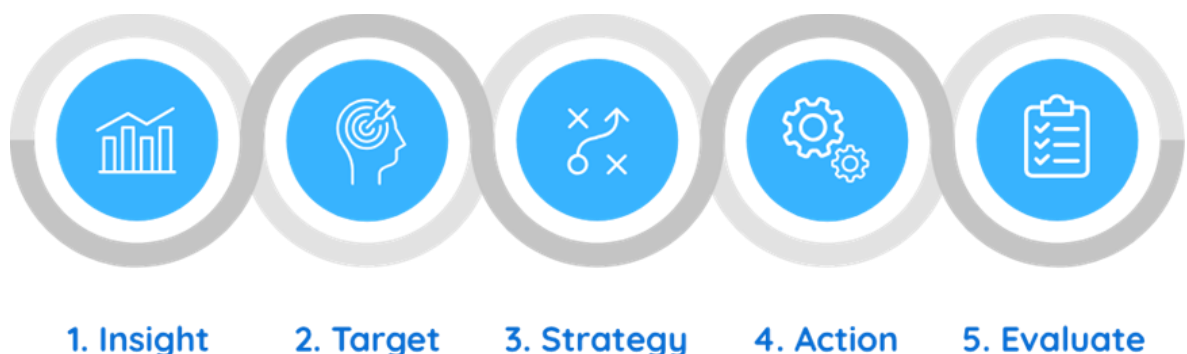 1. Insight 2. Target 3. Strategy 4. Action 5. Evaluate